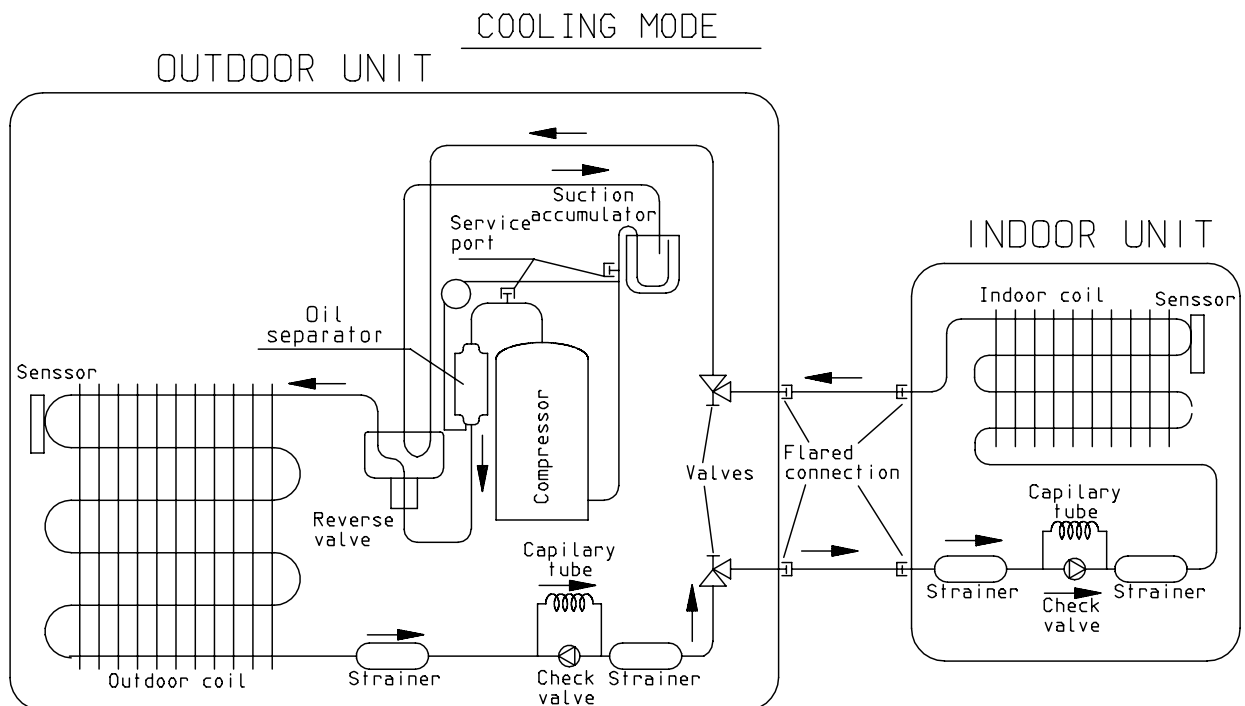 COOLING MODE
OUTDOOR UNIT
Suction
accumulator
Service
port
INDOOR UNIT
Indoor coil
Senssor
Oil
separator
Senssor
Compressor
Valves
Flared
connection
Reverse
valve
Capilary
tube
Capilary
tube
Strainer
Check
valve
Strainer
Outdoor coil
Strainer
Check
valve
Strainer